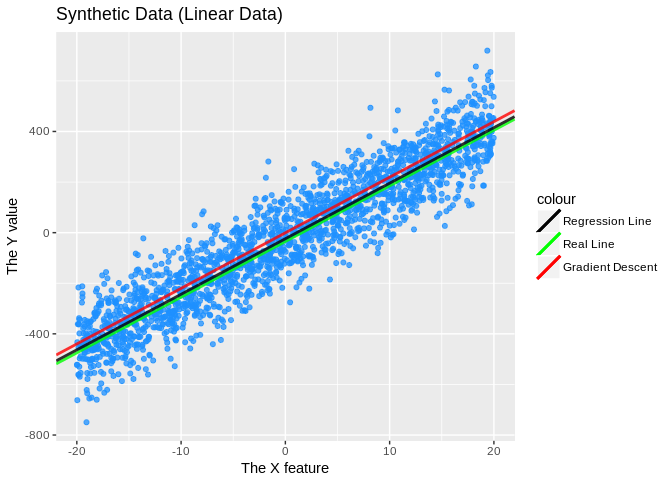 Synthetic Data (Linear Data)
The Y value
400
0
-400
-800
-20
-10
0
10
20
The X feature
colour
Regression Line
Real Line
Gradient Descent